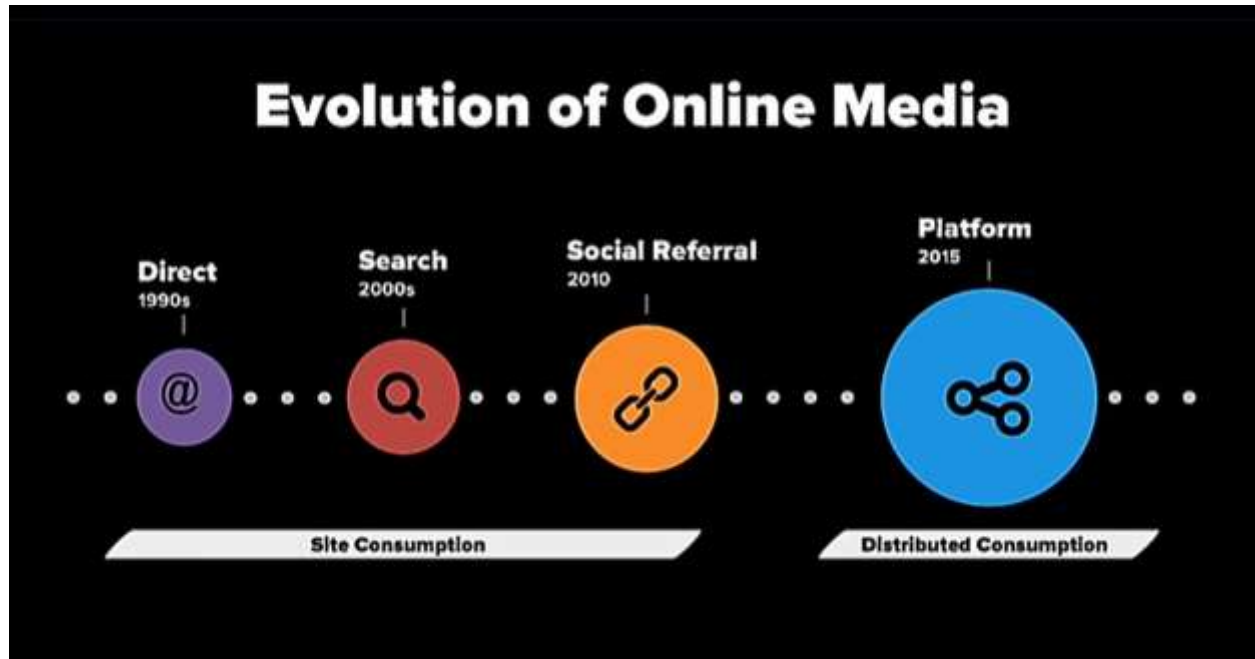 Evolution of Online Media
Direct
1990s
Search
2000s
Social Referral
2010
Platform
2015
@
Site Consumption
Distributed Consumption